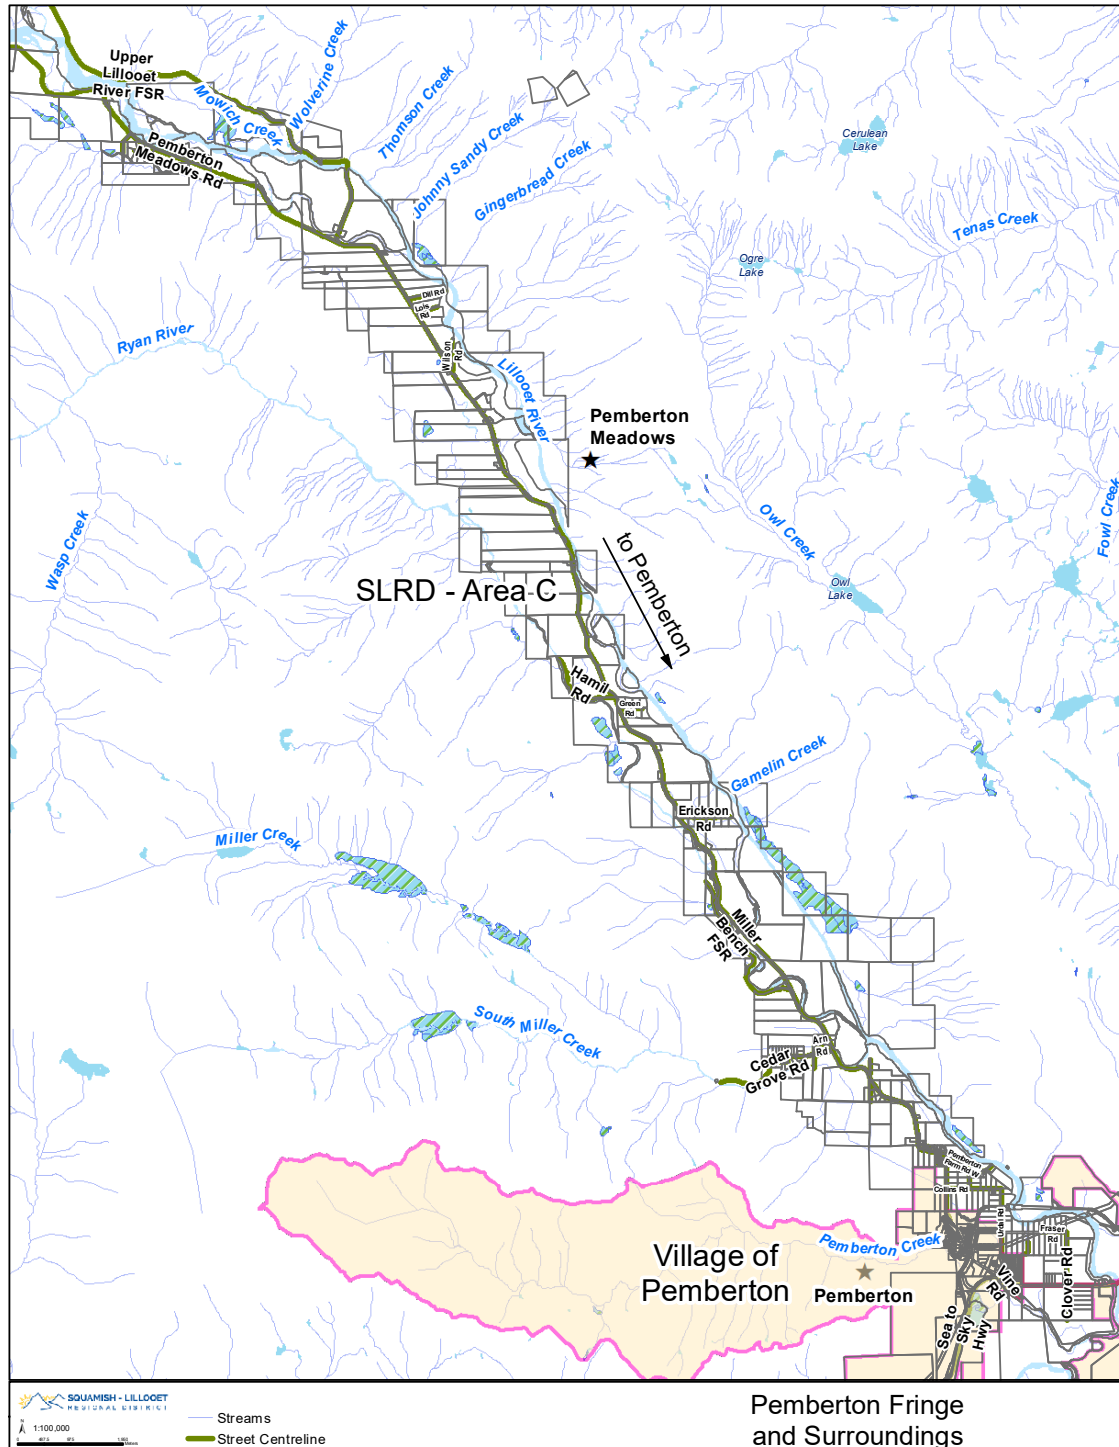 Upper
Lillooet
River FSR
Mowich Creek
Wolverine Creek
Thomson Creek
Johnny Sandy Creek
Gingerbread Creek
Cerulean
Lake
Tenas Creek
Ogre
Lake
Pemberton
Meadows Rd
Dill Rd
Lois
Rd
Ryan River
Wilson
Rd
Lillooet River
Pemberton
Meadows
Wasp Creek
Owl Creek
Fowl Creek
to Pemberton
SLRD - Area C
Owl
Lake
Hamil
Rd
Green
Rd
Gamelin Creek
Erickson
Rd
Miller Creek
Miller
Bench
FSR
South Miller Creek
Arn
Rd
Cedar
Grove Rd
Pemberton
Farm Rd W
Collins Rd
Urdal Rd
Fraser
Rd
Pemberton Creek
Village of
Pemberton
Pemberton
Vine
Rd
Clover Rd
Sea to
Sky
Hwy
SQUAMISH - LILLOOET
REGIONAL DISTRICT
N
1:100,000
Streams
Street Centreline
Pemberton Fringe
and Surroundings